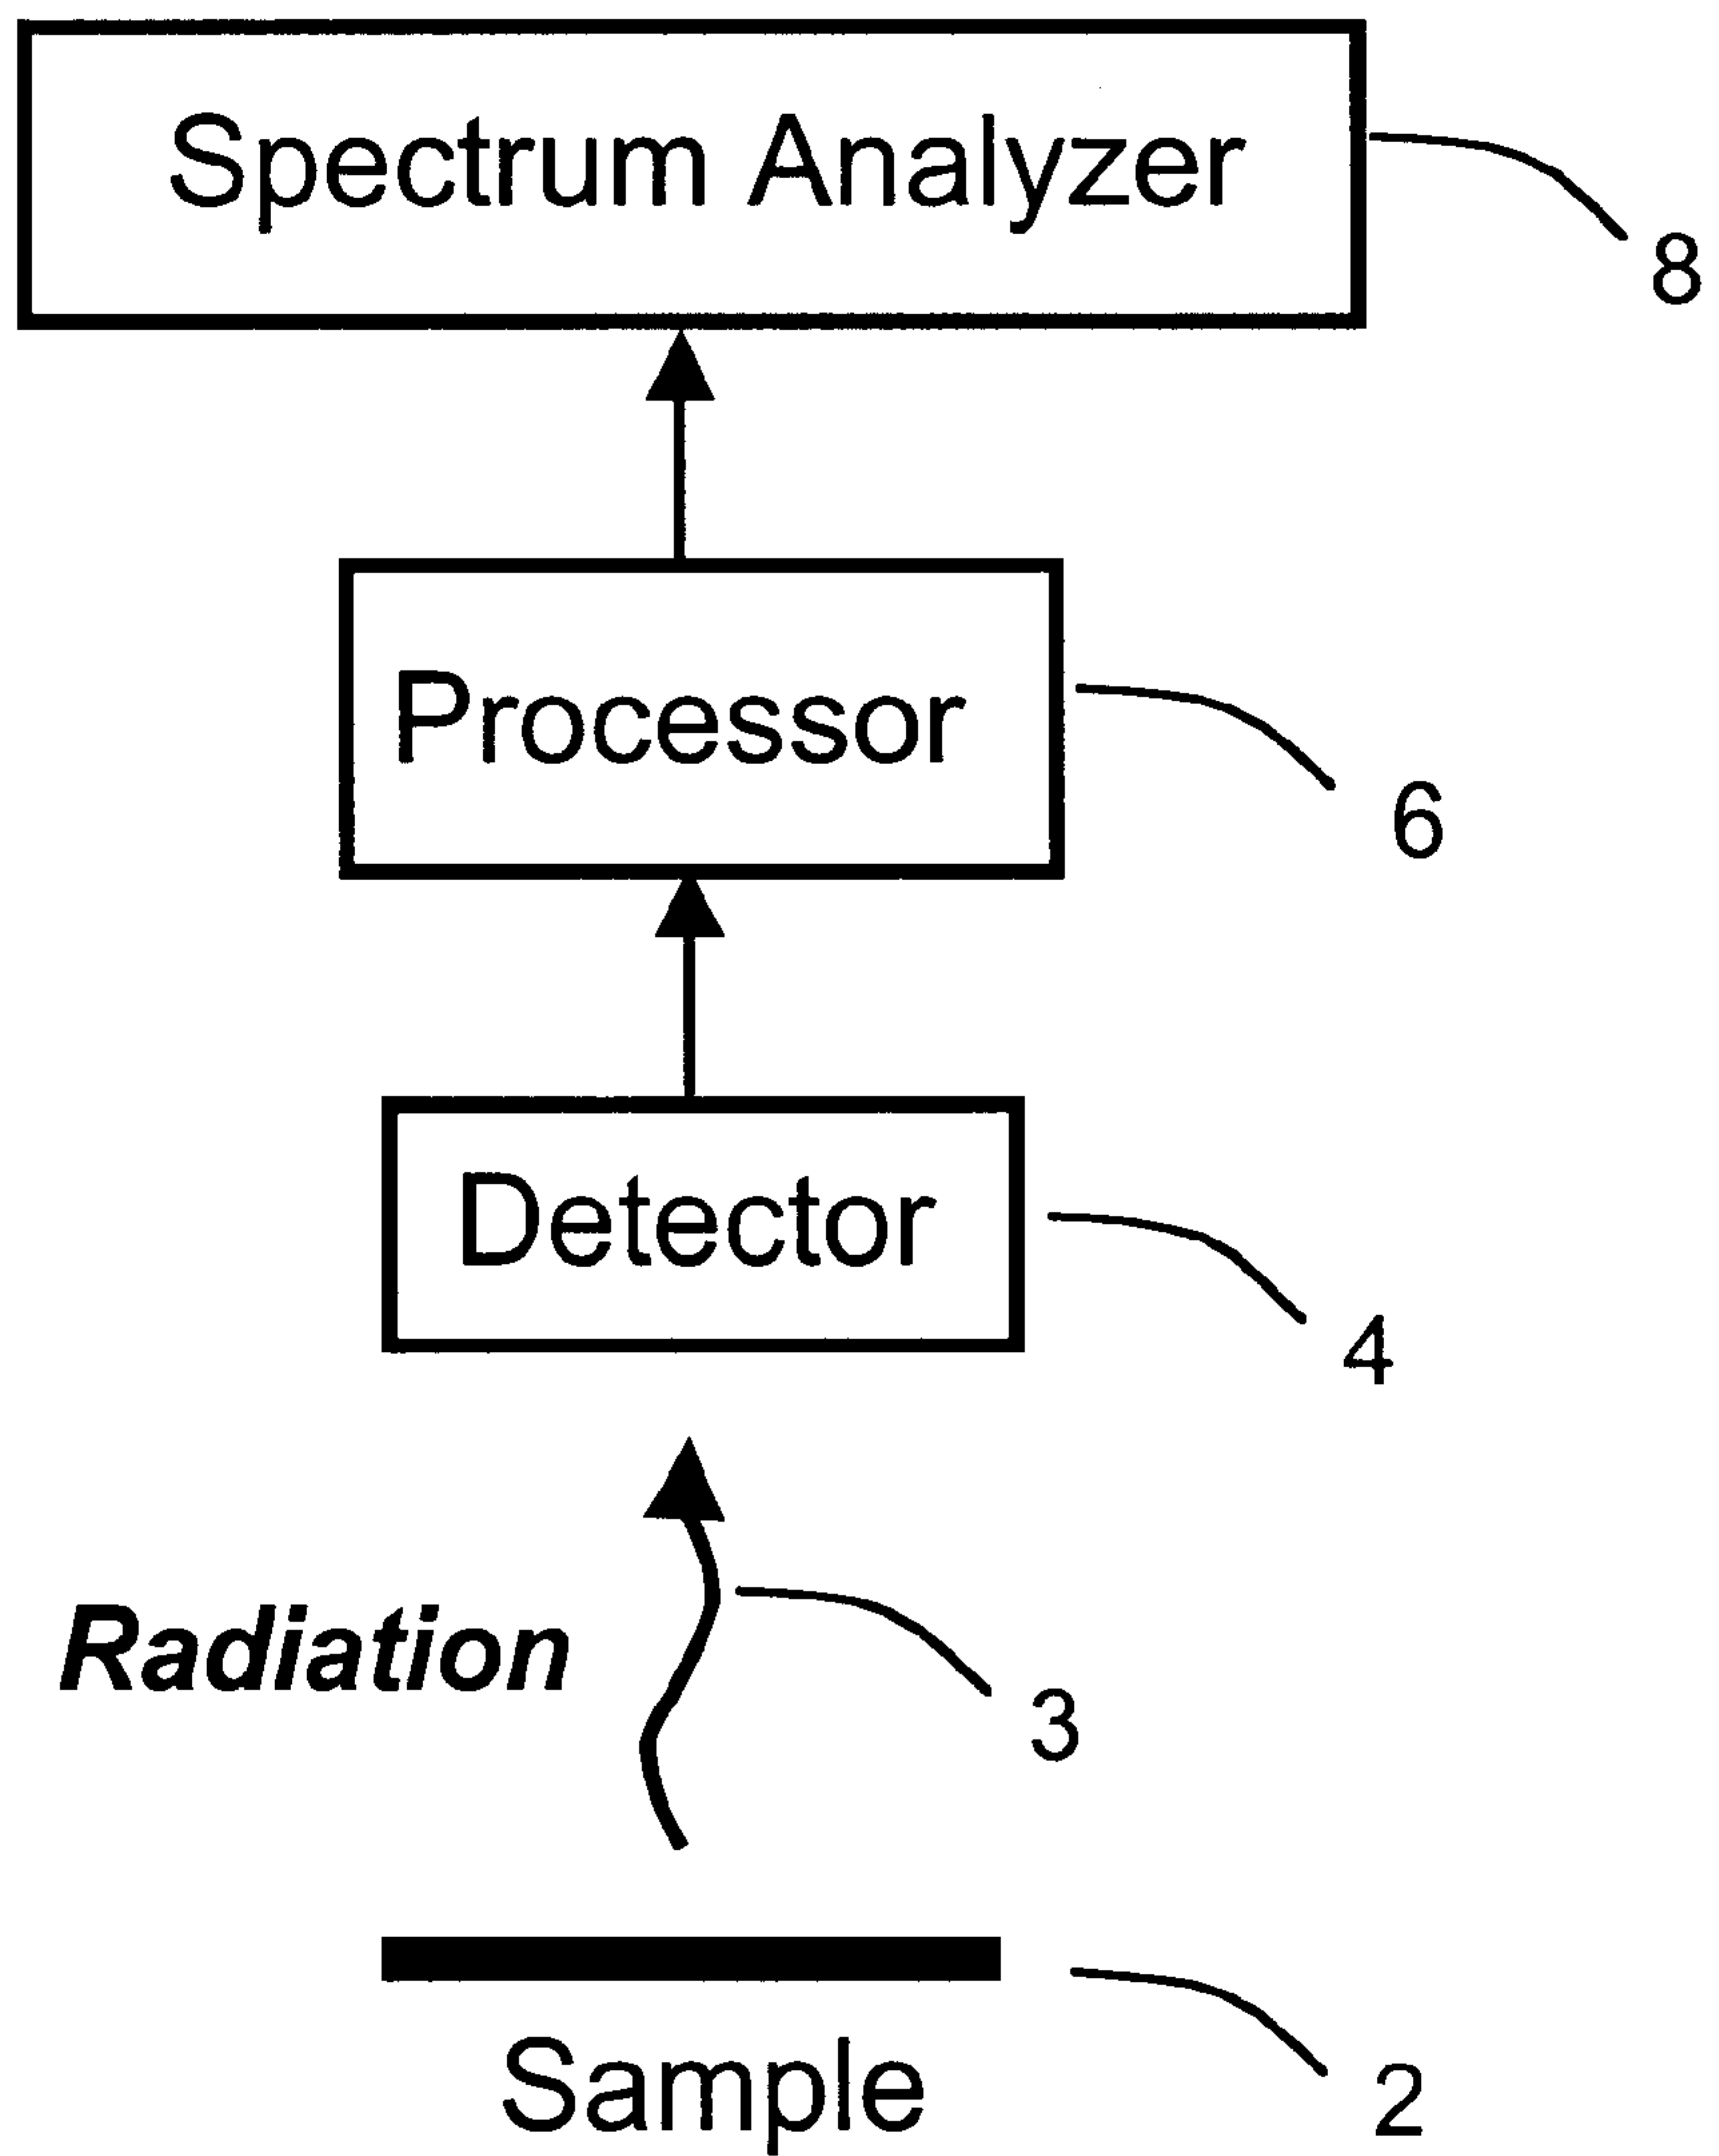 Spectrum Analyzer
8
Processor
6
Detector
4
Radiation
3
Sample
2